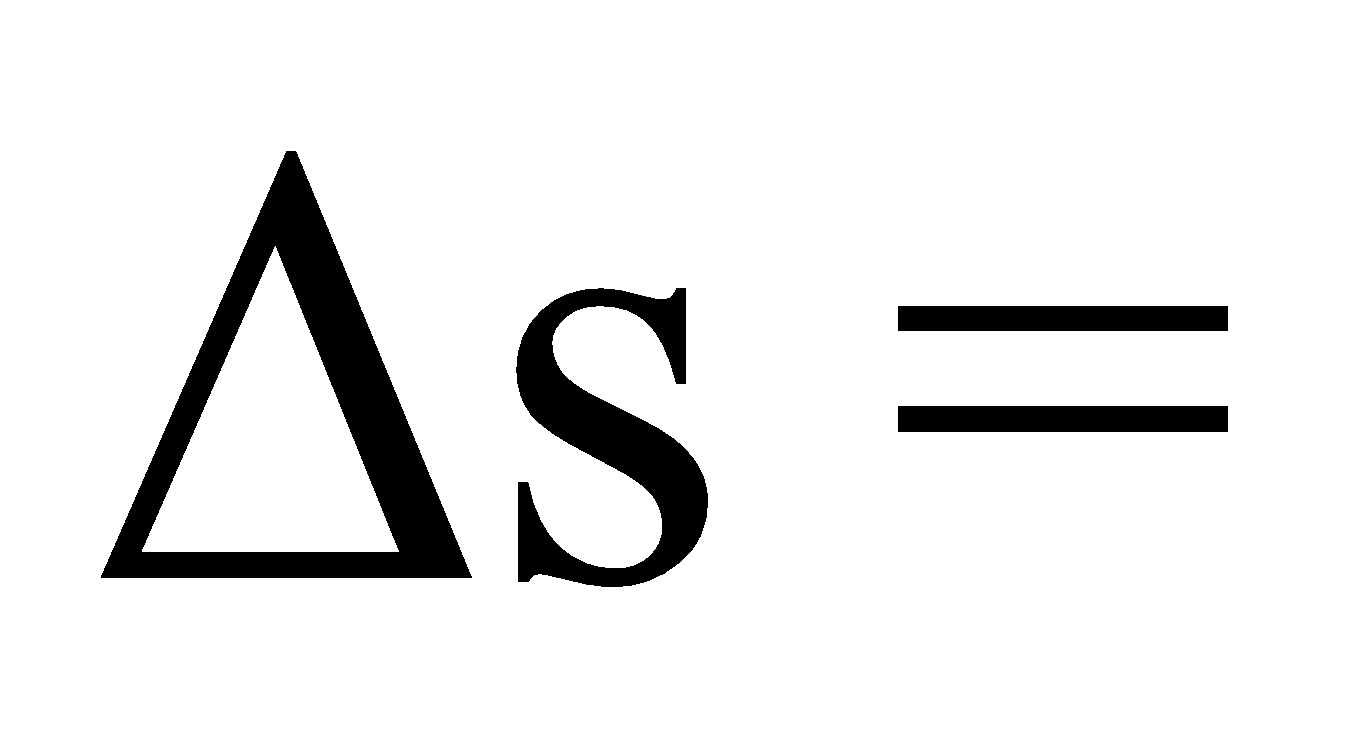 Δs =